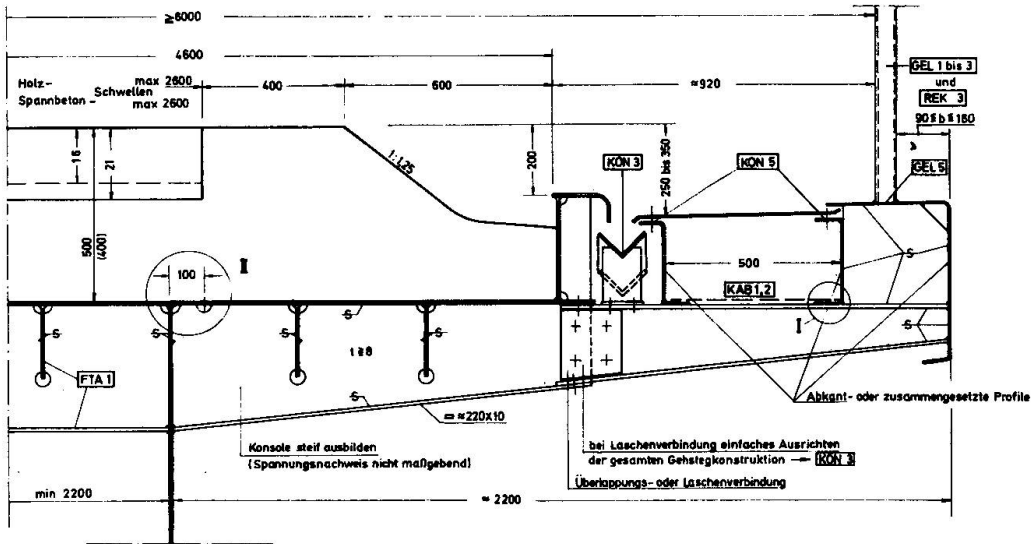 ≧6000
4600
Holz-
Spannbeton-
Schwellen
max 2600
max 2600
400
600
≈920
GEL 1 bis 3
und
REK 3
90≦b≦160
GEL 5
16
21
1:1,25
200
250 bis 350
KON 3
KON 5
500
(400)
100
II
500
KAB 1,2
I
S
S
S
S
S
S
S
S
t≧8
FTA 1
S
▭≈220x10
Abkant- oder zusammengesetzte Profile
Konsole steif ausbilden
(Spannungsnachweis nicht maßgebend)
bei Laschenverbindung einfaches Ausrichten
der gesamten Gehstegkonstruktion → KON 3
Überlappungs- oder Laschenverbindung
min 2200
≈2200